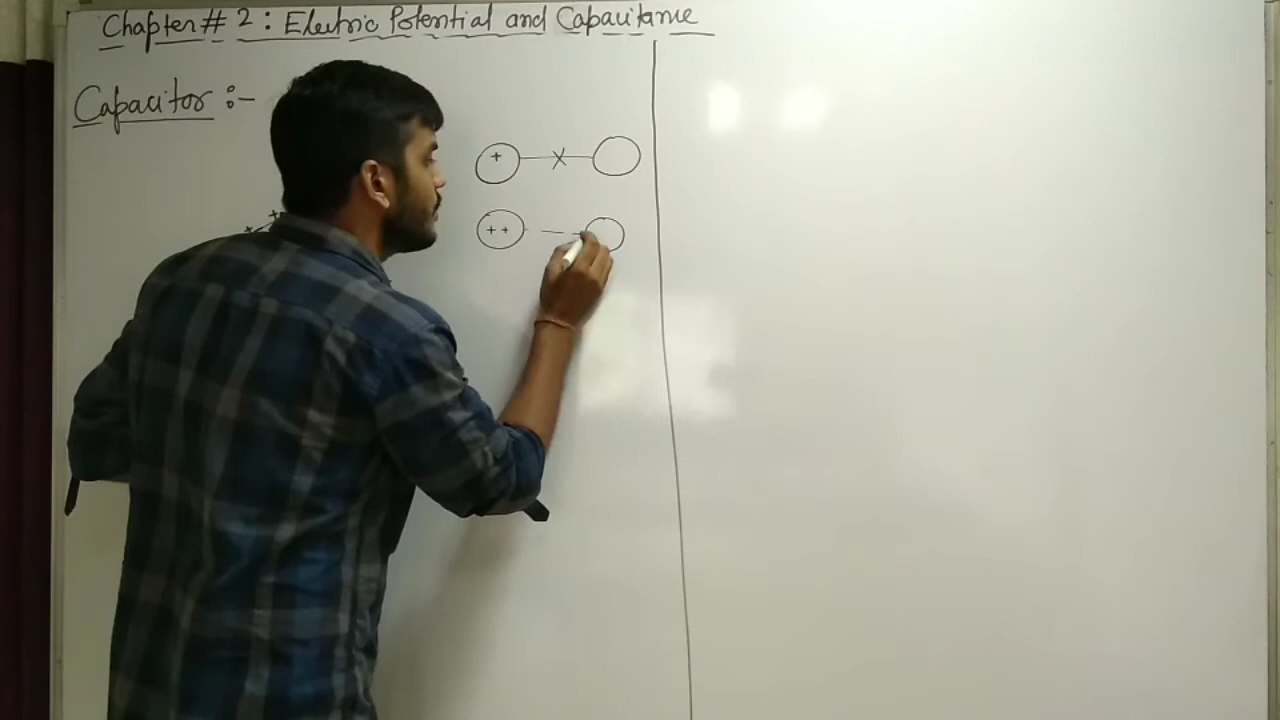 Chapter# 2 : Electric Potential and Capacitance
Capacitor :-
+
++